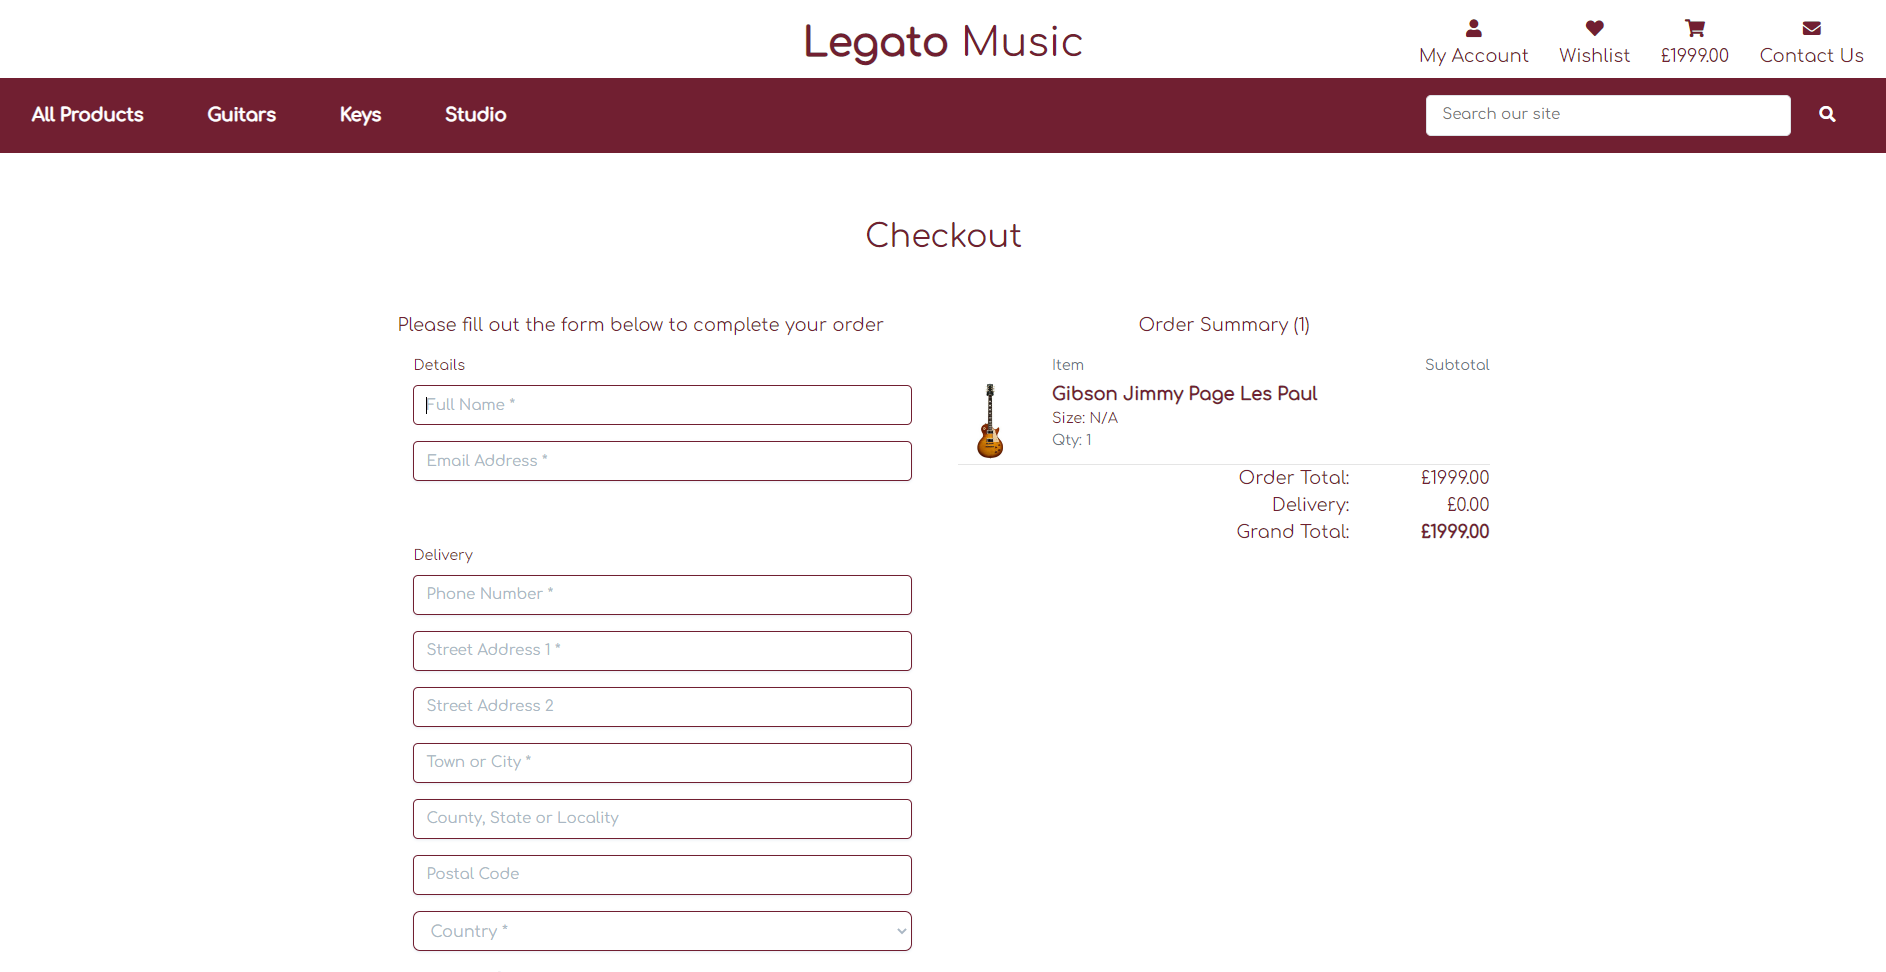 Legato Music
My Account
Wishlist
£1999.00
Contact Us
All Products
Guitars
Keys
Studio
Search our site
Checkout
Please fill out the form below to complete your order
Details
Full Name *
Email Address *
Delivery
Phone Number *
Street Address 1 *
Street Address 2
Town or City *
County, State or Locality
Postal Code
Country *
Order Summary (1)
Item Subtotal
Gibson Jimmy Page Les Paul
Size: N/A
Qty: 1
Order Total: £1999.00
Delivery: £0.00
Grand Total: £1999.00